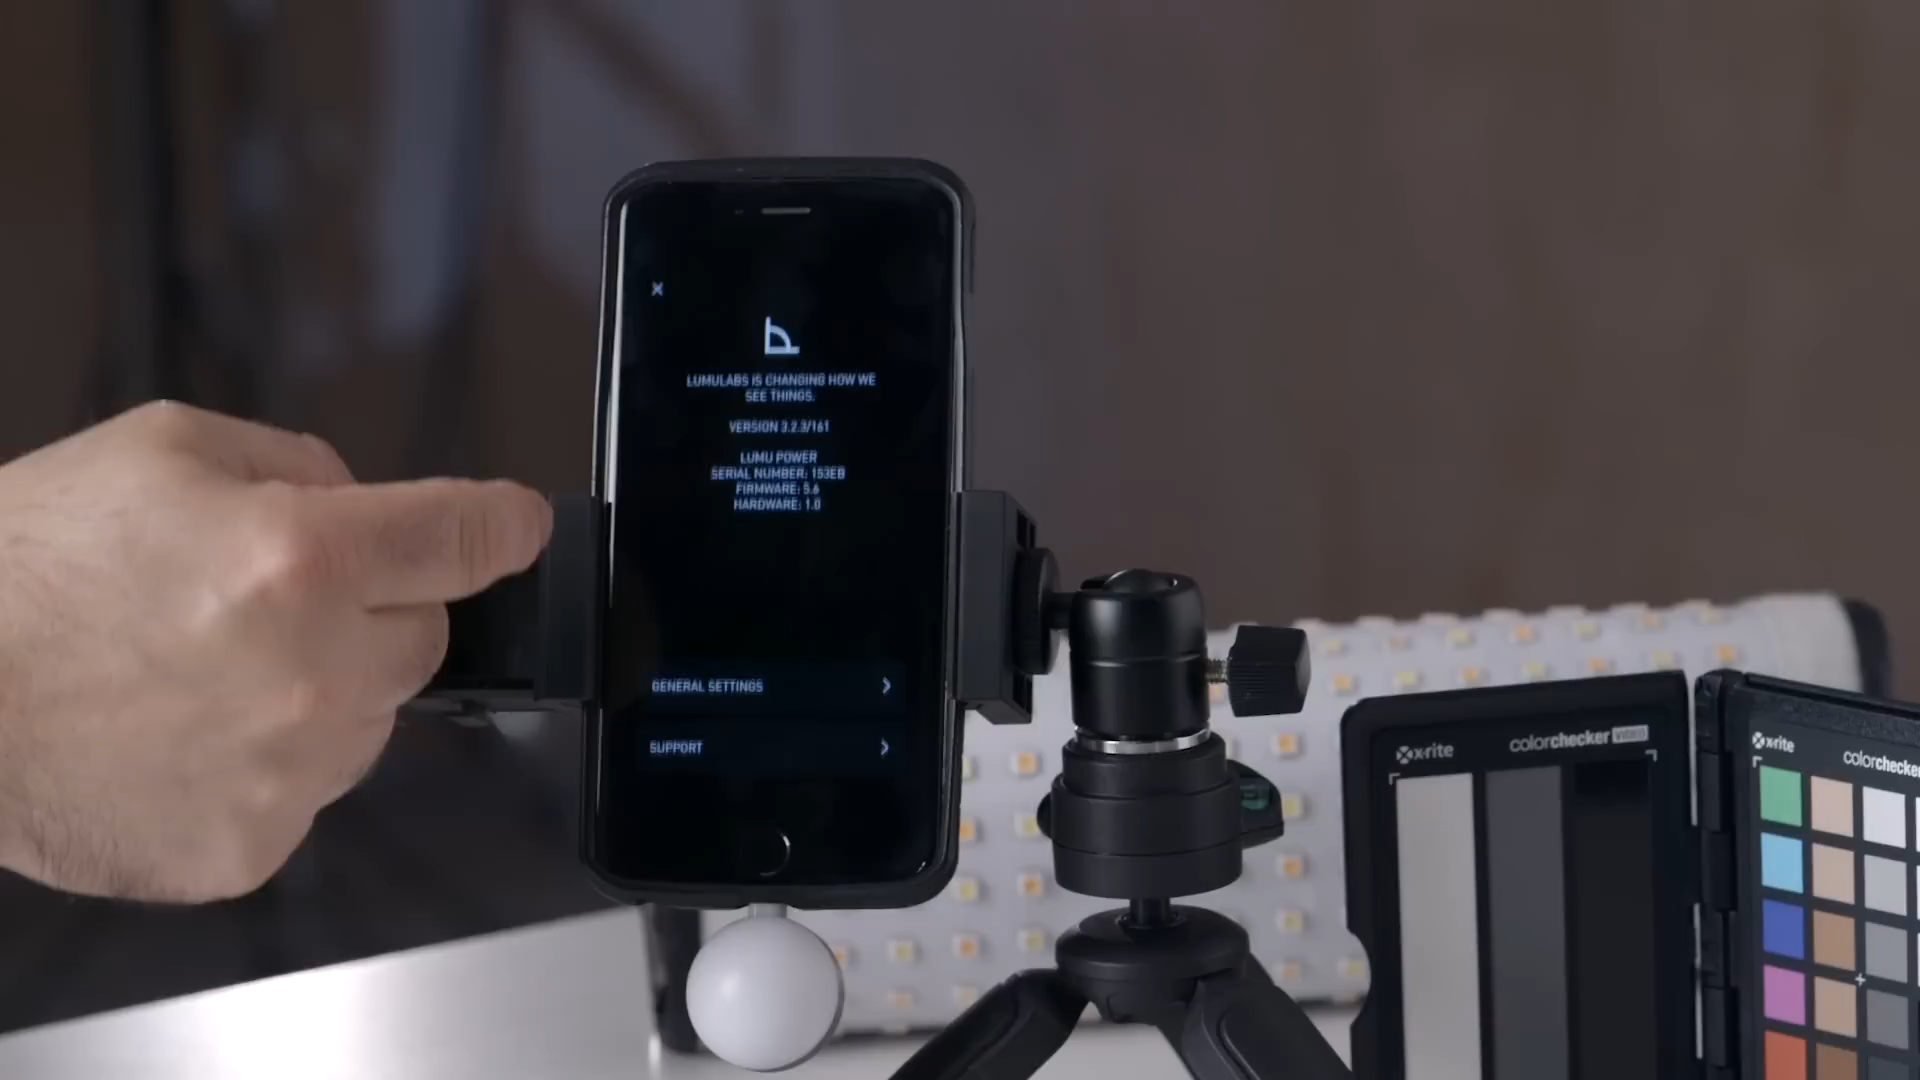 ×
LUMULABS IS CHANGING HOW WE
SEE THINGS.
VERSION 3.2.3/161
LUMU POWER
SERIAL NUMBER: 153EB
FIRMWARE: 5.6
HARDWARE: 1.0
GENERAL SETTINGS
SUPPORT
x-rite
colorchecker VIDEO
x-rite
colorchecker